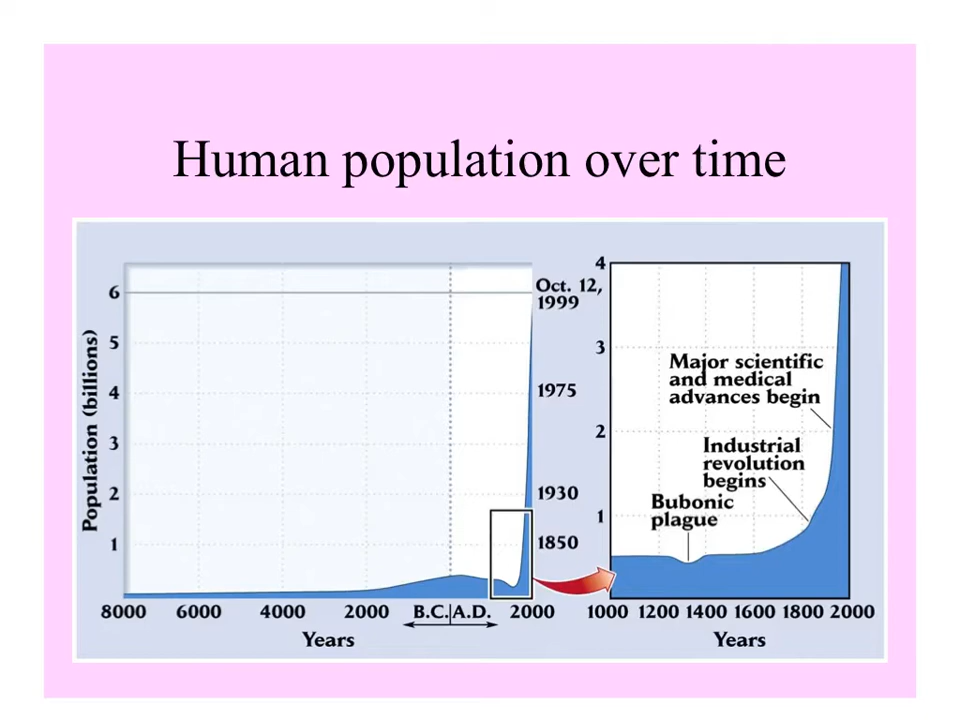 Human population over time
Population (billions)
6
5
4
3
2
1
8000 6000 4000 2000 B.C. A.D. 2000
Years
Oct. 12,
1999
1975
1930
1850
4
3
2
1
Major scientific
and medical
advances begin
Industrial
revolution
begins
Bubonic
plague
1000 1200 1400 1600 1800 2000
Years